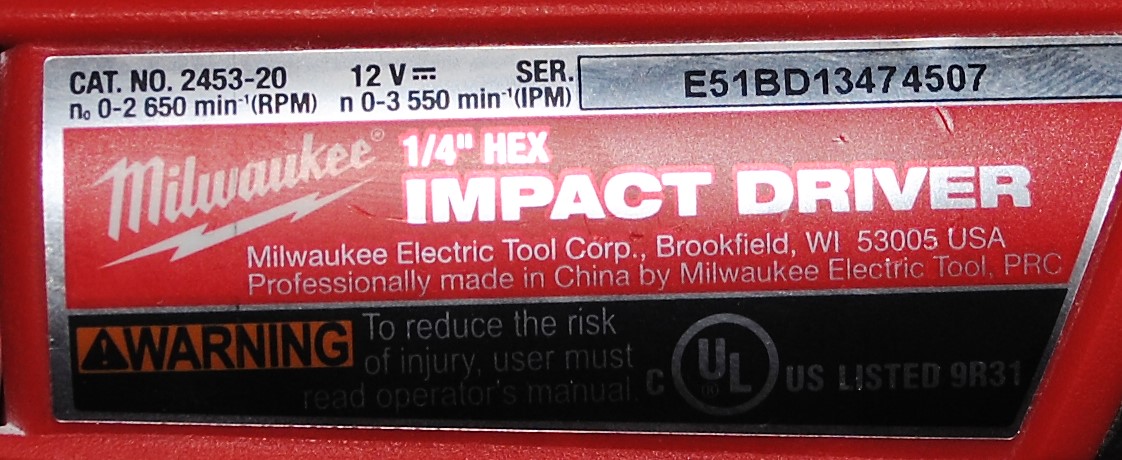 CAT. NO. 2453-20 12 V⎓ SER. E51BD13474507
n₀ 0-2 650 min⁻¹(RPM) n 0-3 550 min⁻¹(IPM)
Milwaukee® 1/4" HEX
IMPACT DRIVER
Milwaukee Electric Tool Corp., Brookfield, WI 53005 USA
Professionally made in China by Milwaukee Electric Tool, PRC
⚠WARNING To reduce the risk
of injury, user must
read operator's manual.
C UL US LISTED 9R31